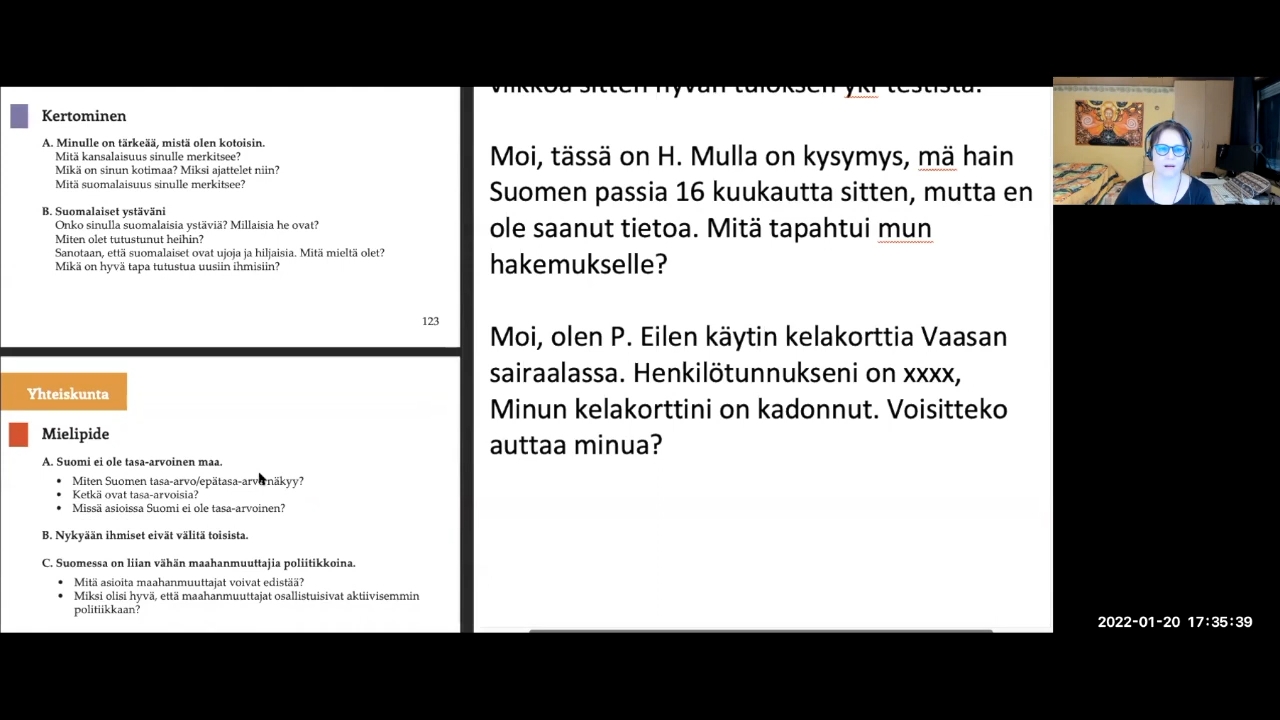 Kertominen
A. Minulle on tärkeää, mistä olen kotoisin.
Mitä kansalaisuus sinulle merkitsee?
Mikä on sinun kotimaa? Miksi ajattelet niin?
Mitä suomalaisuus sinulle merkitsee?
B. Suomalaiset ystäväni
Onko sinulla suomalaisia ystäviä? Millaisia he ovat?
Miten olet tutustunut heihin?
Sanotaan, että suomalaiset ovat ujoja ja hiljaisia. Mitä mieltä olet?
Mikä on hyvä tapa tutustua uusiin ihmisiin?
123
Yhteiskunta
Mielipide
A. Suomi ei ole tasa-arvoinen maa.
• Miten Suomen tasa-arvo/epätasa-arvo näkyy?
• Ketkä ovat tasa-arvoisia?
• Missä asioissa Suomi ei ole tasa-arvoinen?
B. Nykyään ihmiset eivät välitä toisista.
C. Suomessa on liian vähän maahanmuuttajia poliitikkoina.
• Mitä asioita maahanmuuttajat voivat edistää?
• Miksi olisi hyvä, että maahanmuuttajat osallistuisivat aktiivisemmin
politiikkaan?
viikkoa sitten hyvän tuloksen yki testistä.
Moi, tässä on H. Mulla on kysymys, mä hain
Suomen passia 16 kuukautta sitten, mutta en
ole saanut tietoa. Mitä tapahtui mun
hakemukselle?
Moi, olen P. Eilen käytin kelakorttia Vaasan
sairaalassa. Henkilötunnukseni on xxxx,
Minun kelakorttini on kadonnut. Voisitteko
auttaa minua?
2022-01-20 17:35:39